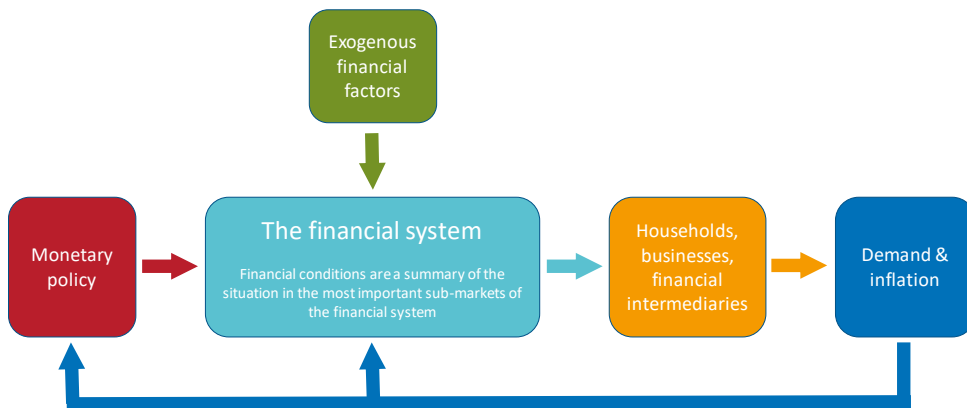 Exogenous
financial
factors
Monetary
policy
The financial system
Financial conditions are a summary of the
situation in the most important sub-markets of
the financial system
Households,
businesses,
financial
intermediaries
Demand &
inflation